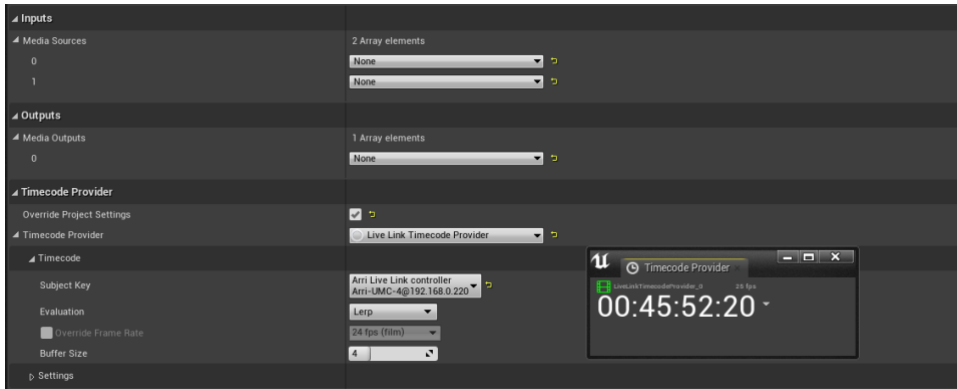 Inputs
Media Sources 2 Array elements
0 None
1 None
Outputs
Media Outputs 1 Array elements
0 None
Timecode Provider
Override Project Settings
Timecode Provider Live Link Timecode Provider
Timecode
Subject Key Arri Live Link controller
Arri-UMC-4@192.168.0.220
Evaluation Lerp
Override Frame Rate 24 fps (film)
Buffer Size 4
Settings
Timecode Provider
LiveLinkTimecodeProvider_0 25 fps
00:45:52:20